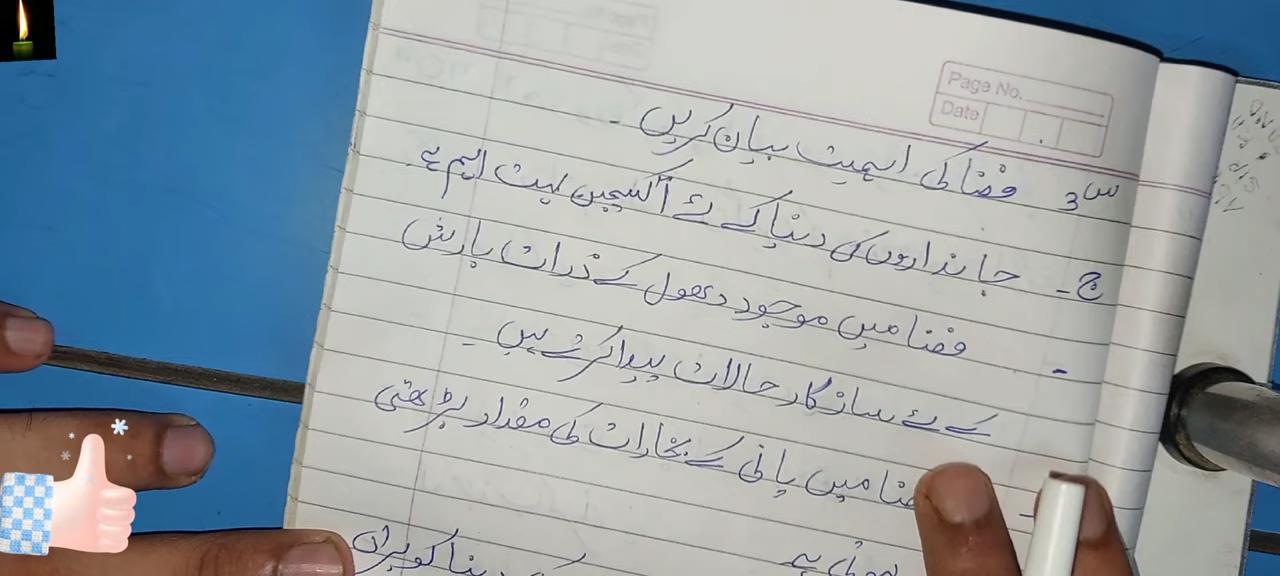 Page No.
Date
س3 فضا کی اہمیت بیان کریں۔
ج۔ جانداروں کی دنیا کے لئے آکسیجن بہت اہم ہے۔
- فضا میں موجود دھول کے ذرات بارش
کے لئے سازگار حالات پیدا کرتے ہیں۔
- میں پانی کے بخارات کی مقدار بڑھتی
ہوئی ہے